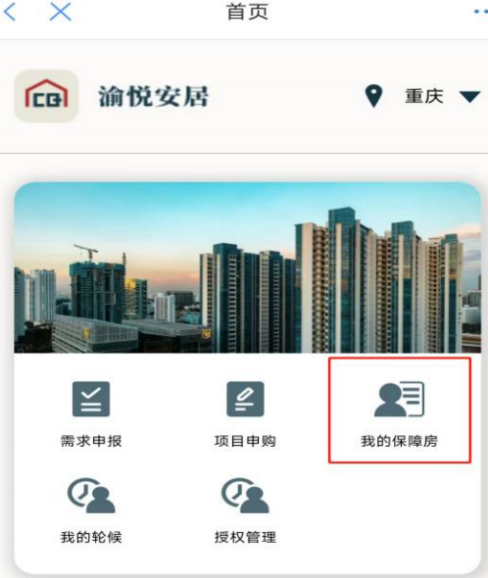 首页
CQ
渝悦安居
重庆
需求申报
项目申购
我的保障房
我的轮候
授权管理